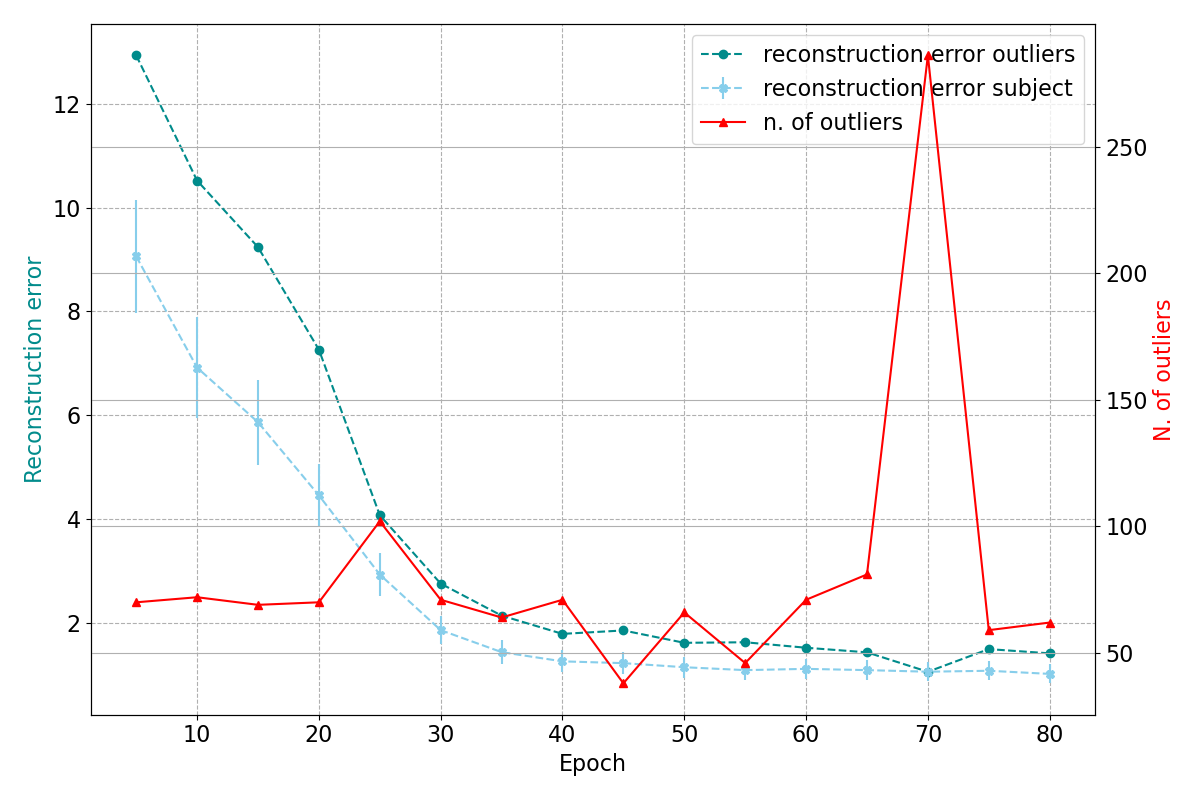 reconstruction error outliers
reconstruction error subject
n. of outliers
Reconstruction error
12
10
8
6
4
2
N. of outliers
250
200
150
100
50
10 20 30 40 50 60 70 80
Epoch